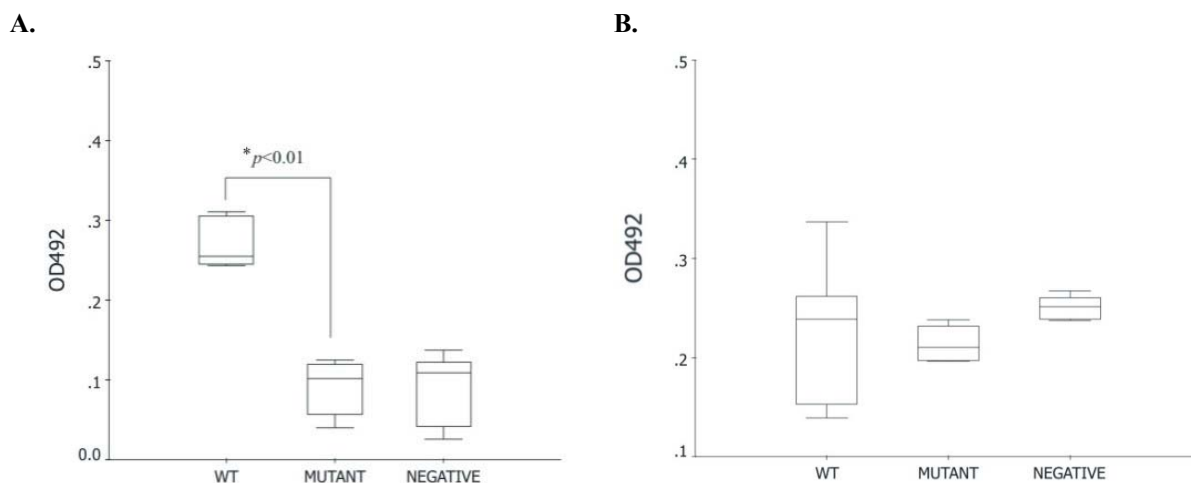 A.
.5
.4
.3
.2
.1
0.0
OD492
*p<0.01
WT MUTANT NEGATIVE
B.
.5
.4
.3
.2
.1
OD492
WT MUTANT NEGATIVE